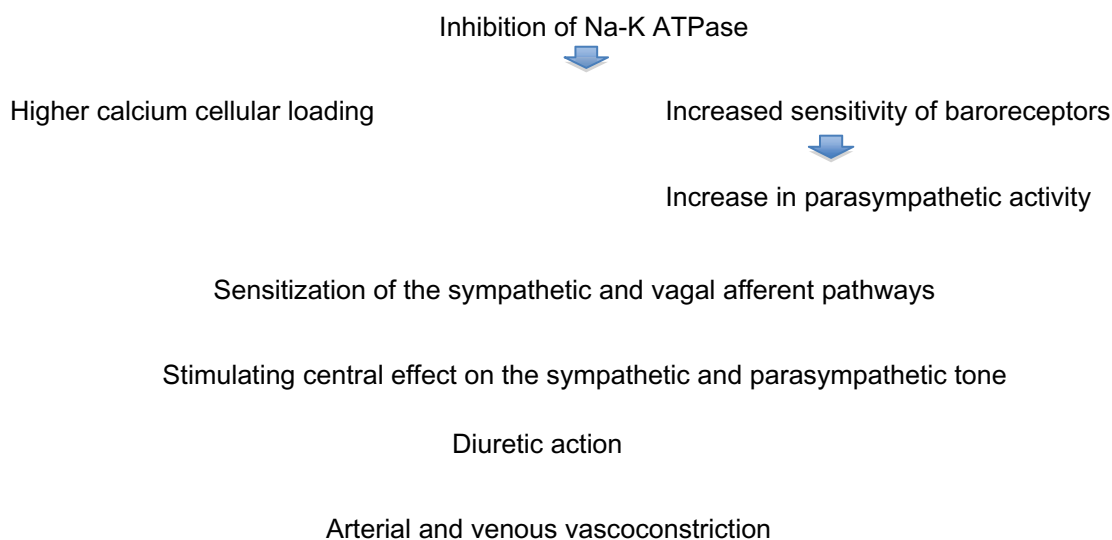 Inhibition of Na-K ATPase
Higher calcium cellular loading
Increased sensitivity of baroreceptors
Increase in parasympathetic activity
Sensitization of the sympathetic and vagal afferent pathways
Stimulating central effect on the sympathetic and parasympathetic tone
Diuretic action
Arterial and venous vascoconstriction